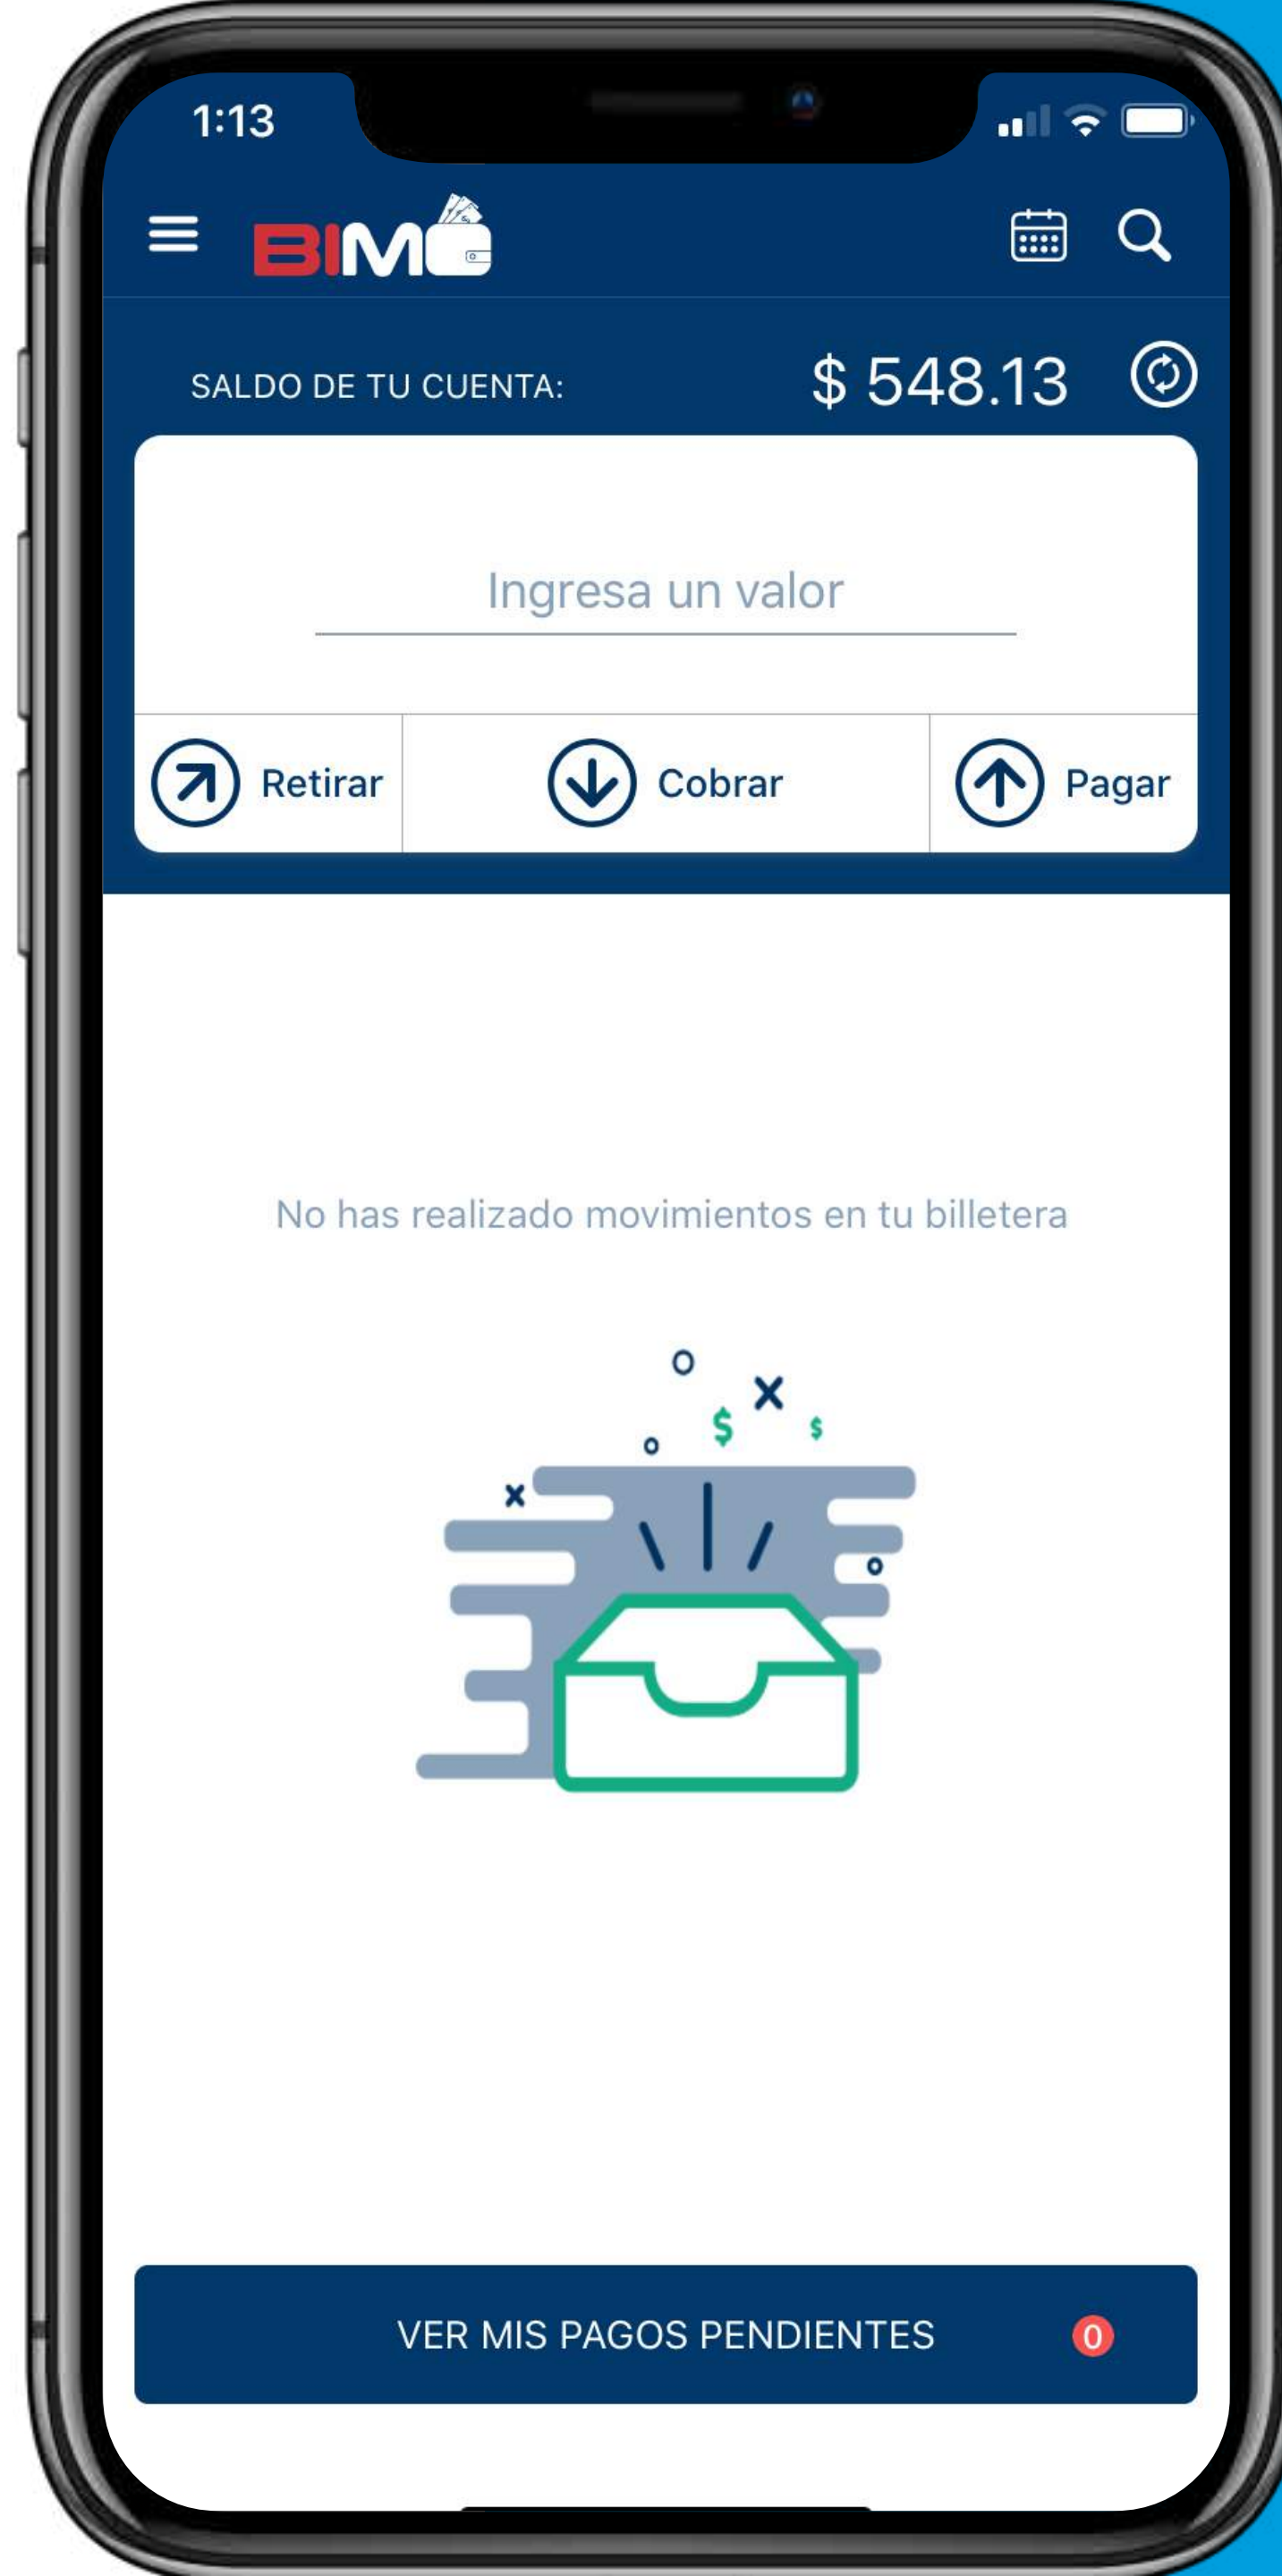 1:13
BIMO
SALDO DE TU CUENTA:
$ 548.13
Ingresa un valor
Retirar
Cobrar
Pagar
No has realizado movimientos en tu billetera
VER MIS PAGOS PENDIENTES 0